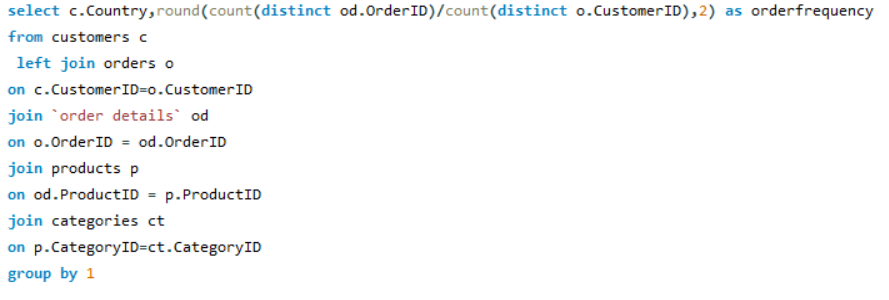 select c.Country,round(count(distinct od.OrderID)/count(distinct o.CustomerID),2) as orderfrequency
from customers c
left join orders o
on c.CustomerID=o.CustomerID
join `order details` od
on o.OrderID = od.OrderID
join products p
on od.ProductID = p.ProductID
join categories ct
on p.CategoryID=ct.CategoryID
group by 1